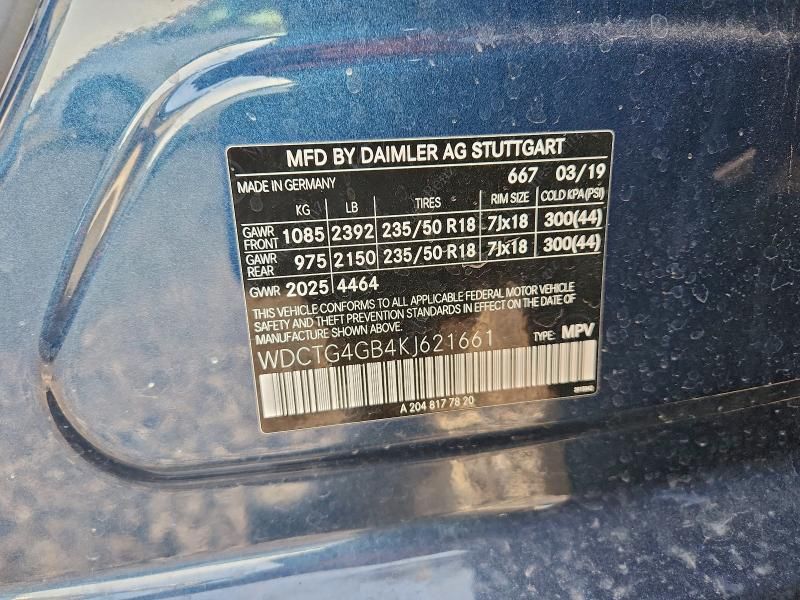 MFD BY DAIMLER AG STUTTGART
MADE IN GERMANY 667 03/19
KG LB TIRES RIM SIZE COLD KPA (PSI)
GAWR FRONT 1085 2392 235/50 R18 7Jx18 300(44)
GAWR REAR 975 2150 235/50 R18 7Jx18 300(44)
GVWR 2025 4464
THIS VEHICLE CONFORMS TO ALL APPLICABLE FEDERAL MOTOR VEHICLE
SAFETY AND THEFT STANDARDS IN EFFECT ON THE DATE OF
MANUFACTURE SHOWN ABOVE.
WDCTG4GB4KJ621661 TYPE: MPV
A 204 817 78 20